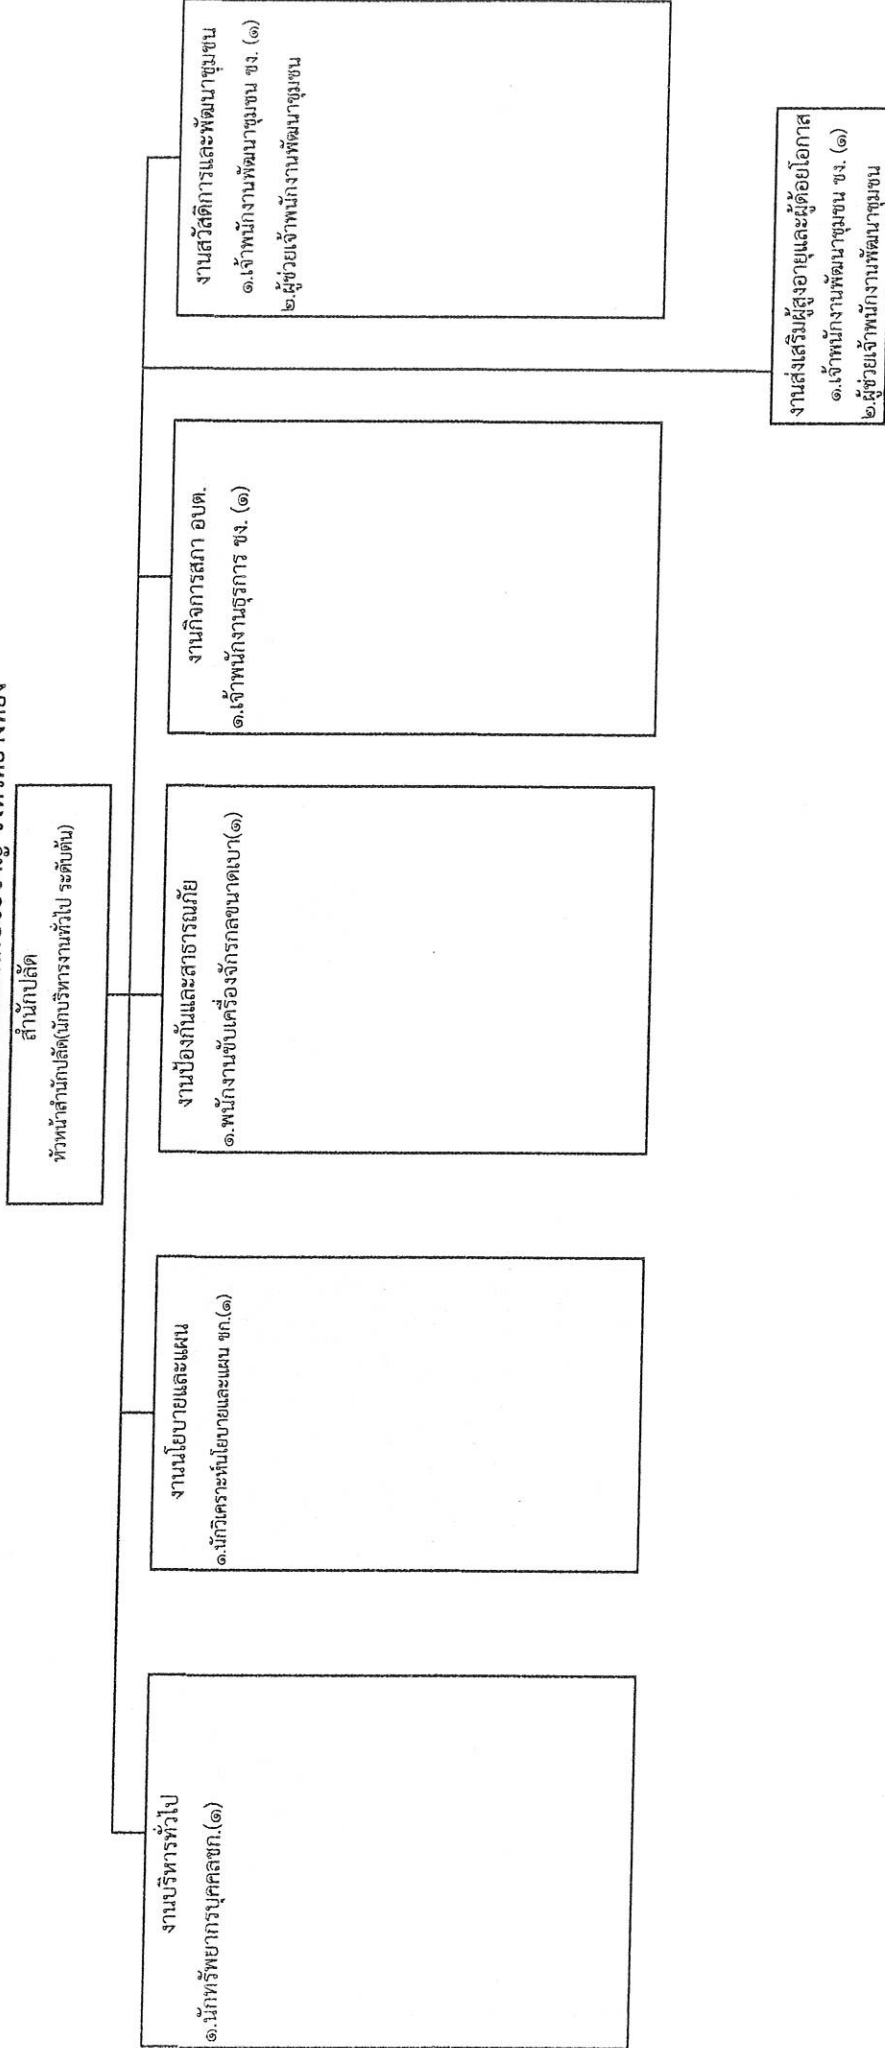 สำนักปลัด
หัวหน้าสำนักปลัด(นักบริหารงานทั่วไป ระดับต้น)
งานบริหารทั่วไป
๑.นักทรัพยากรบุคคลชก.(๑)
งานนโยบายและแผน
๑.นักวิเคราะห์นโยบายและแผน ชก.(๑)
งานป้องกันและสาธารณภัย
๑.พนักงานขับเครื่องจักรกลขนาดเบา(๑)
งานกิจการสภา อบต.
๑.เจ้าพนักงานธุรการ ชง. (๑)
งานสวัสดิการและพัฒนาชุมชน
๑.เจ้าพนักงานพัฒนาชุมชน ชง. (๑)
๒.ผู้ช่วยเจ้าพนักงานพัฒนาชุมชน
งานส่งเสริมผู้สูงอายุและผู้ด้อยโอกาส
๑.เจ้าพนักงานพัฒนาชุมชน ชง. (๑)
๒.ผู้ช่วยเจ้าพนักงานพัฒนาชุมชน